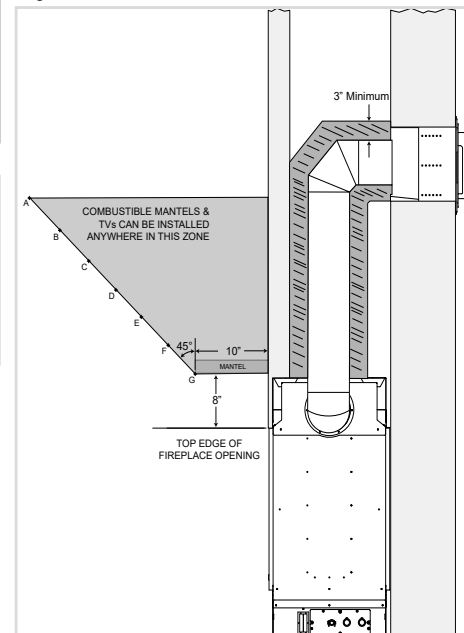 3" Minimum
A
COMBUSTIBLE MANTELS &
TVs CAN BE INSTALLED
ANYWHERE IN THIS ZONE
B
C
D
E
F
45°
10"
MANTEL
G
8"
TOP EDGE OF
FIREPLACE OPENING